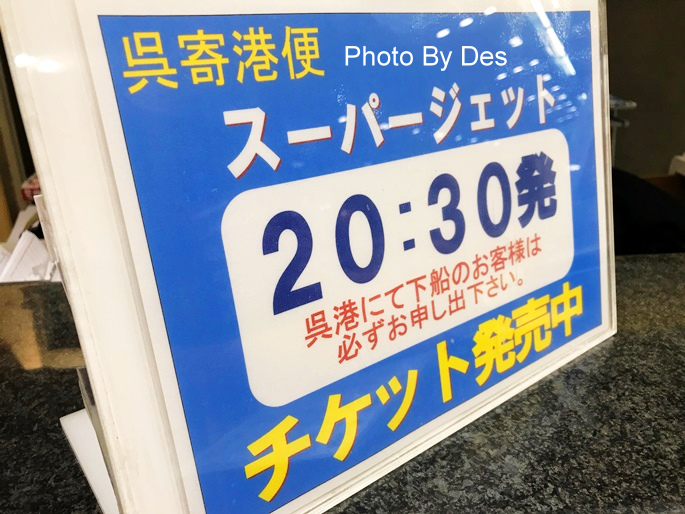 呉寄港便
Photo By Des
スーパージェット
20:30発
呉港にて下船のお客様は
必ずお申し出下さい。
チケット発売中